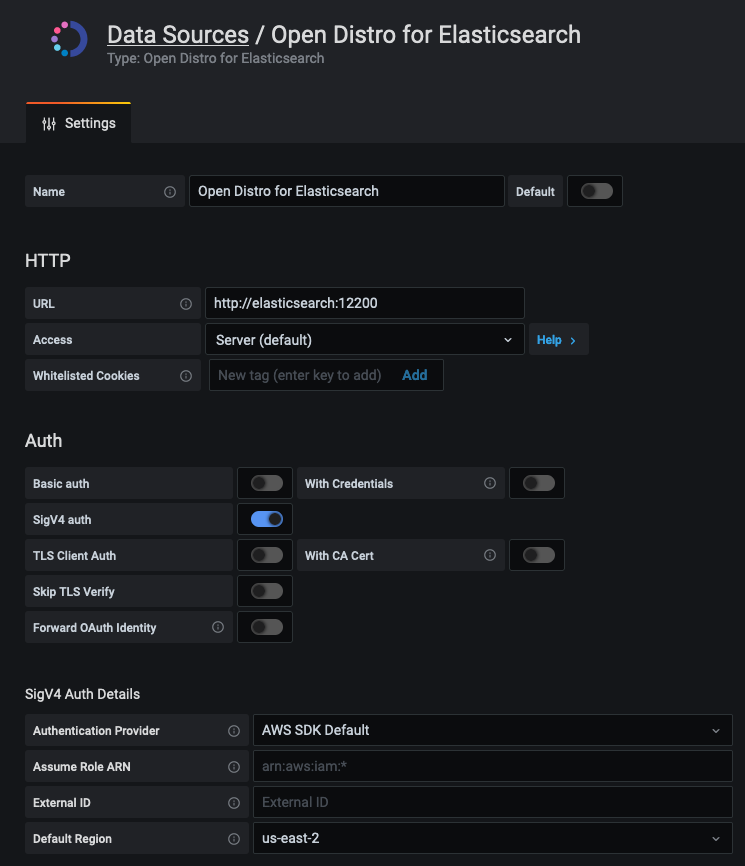 Data Sources / Open Distro for Elasticsearch
Type: Open Distro for Elasticsearch
Settings
Name Open Distro for Elasticsearch Default
HTTP
URL http://elasticsearch:12200
Access Server (default) Help
Whitelisted Cookies New tag (enter key to add) Add
Auth
Basic auth With Credentials
SigV4 auth
TLS Client Auth With CA Cert
Skip TLS Verify
Forward OAuth Identity
SigV4 Auth Details
Authentication Provider AWS SDK Default
Assume Role ARN arn:aws:iam:*
External ID External ID
Default Region us-east-2